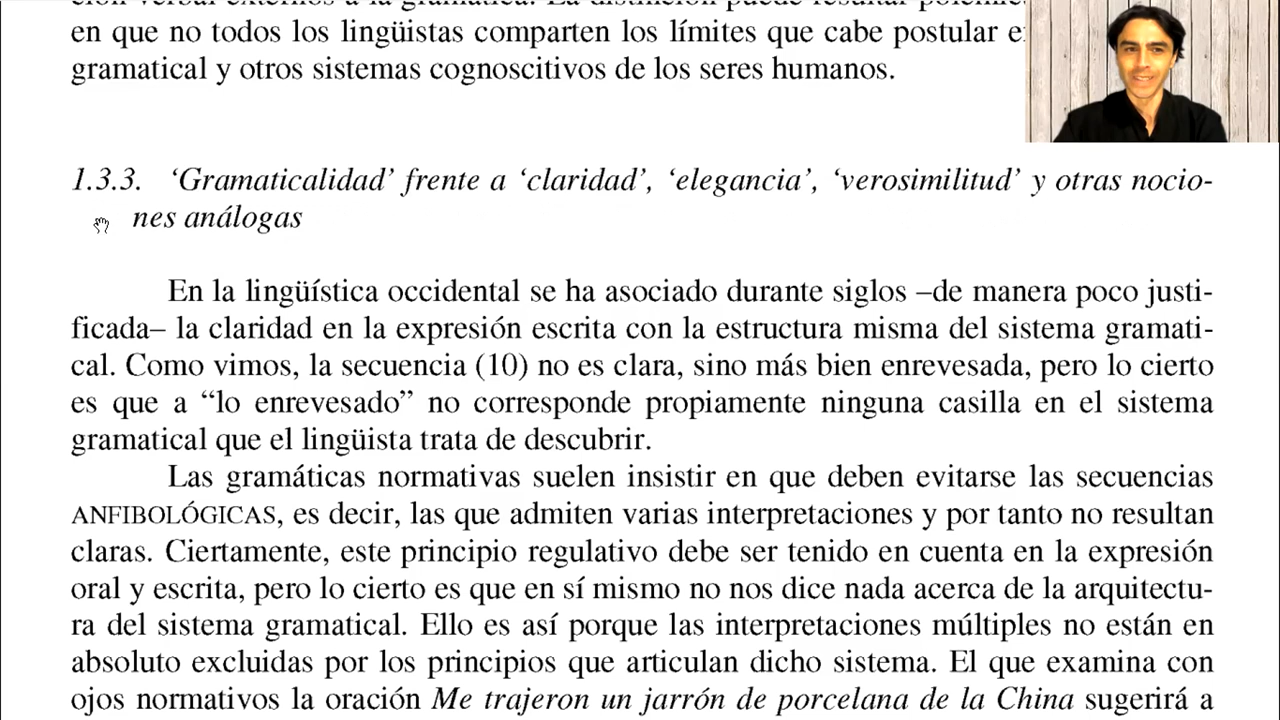 ción verbal externos a la gramática. La distinción puede resultar
en que no todos los lingüistas comparten los límites que cabe postular
gramatical y otros sistemas cognoscitivos de los seres humanos.
1.3.3. ‘Gramaticalidad’ frente a ‘claridad’, ‘elegancia’, ‘verosimilitud’ y otras nocio-
nes análogas
En la lingüística occidental se ha asociado durante siglos –de manera poco justi-
ficada– la claridad en la expresión escrita con la estructura misma del sistema gramati-
cal. Como vimos, la secuencia (10) no es clara, sino más bien enrevesada, pero lo cierto
es que a “lo enrevesado” no corresponde propiamente ninguna casilla en el sistema
gramatical que el lingüista trata de descubrir.
Las gramáticas normativas suelen insistir en que deben evitarse las secuencias
ANFIBOLÓGICAS, es decir, las que admiten varias interpretaciones y por tanto no resultan
claras. Ciertamente, este principio regulativo debe ser tenido en cuenta en la expresión
oral y escrita, pero lo cierto es que en sí mismo no nos dice nada acerca de la arquitectu-
ra del sistema gramatical. Ello es así porque las interpretaciones múltiples no están en
absoluto excluidas por los principios que articulan dicho sistema. El que examina con
ojos normativos la oración Me trajeron un jarrón de porcelana de la China sugerirá a